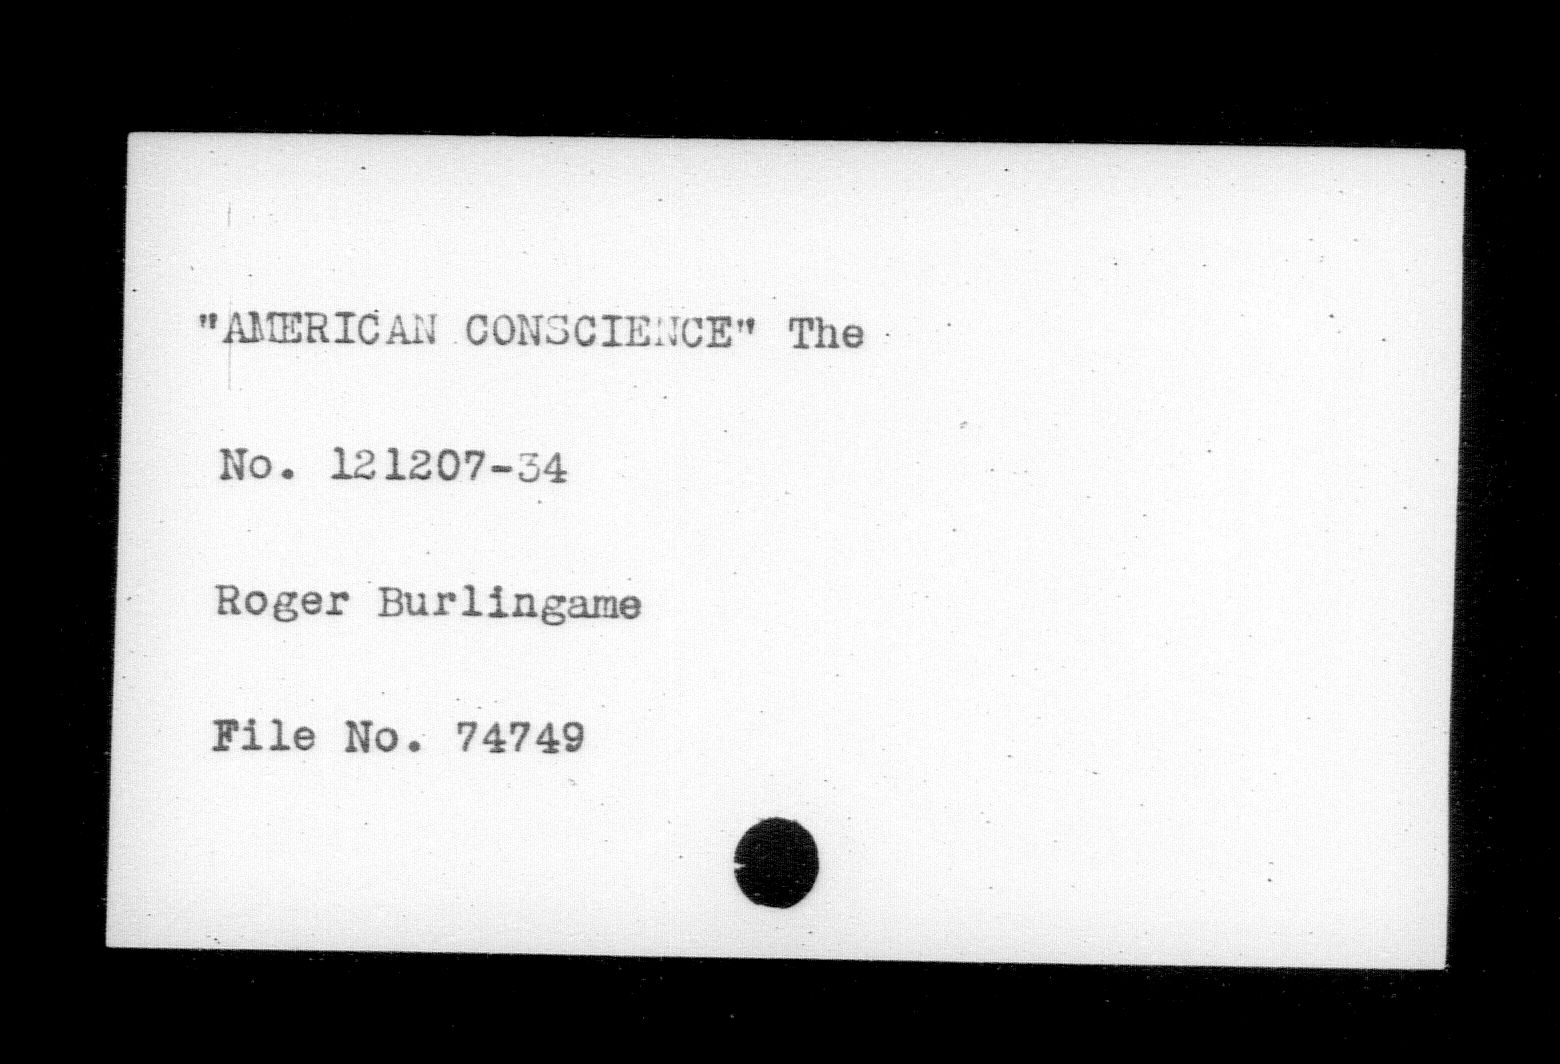 "AMERICAN CONSCIENCE" The
No. 121207-34
Roger Burlingame
File No. 74749